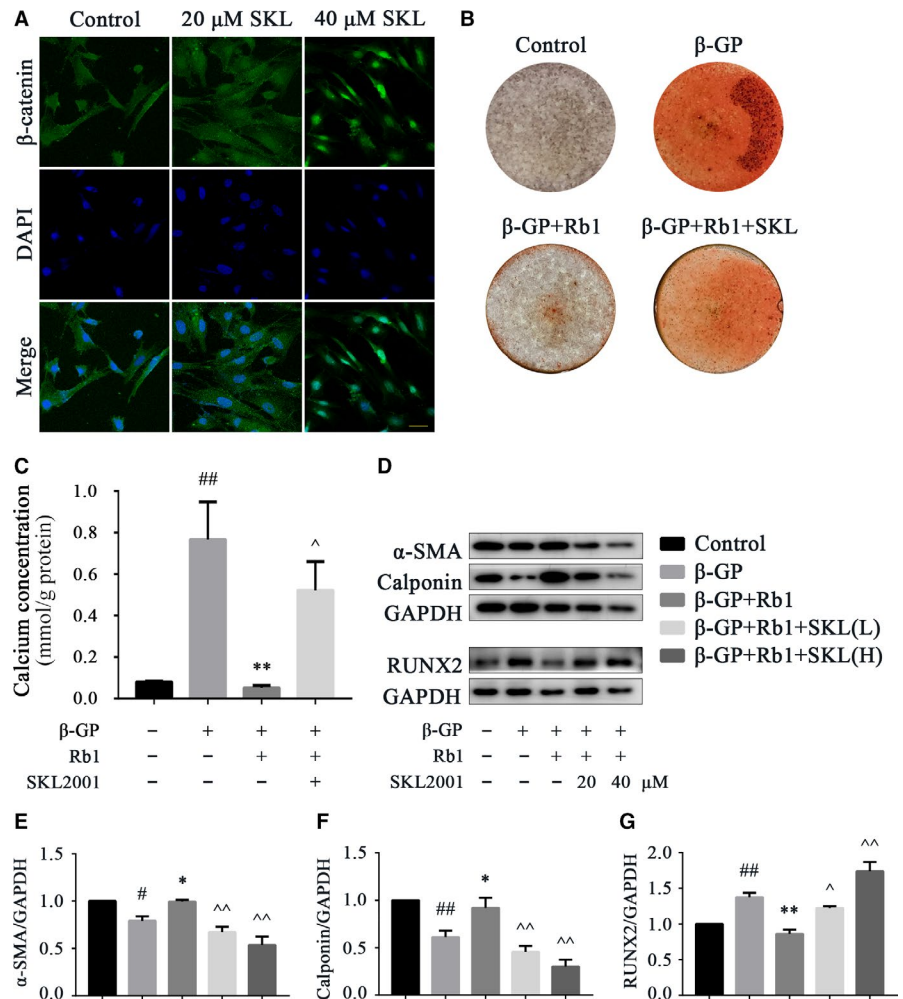 A
Control
20 μM SKL
40 μM SKL
β-catenin
DAPI
Merge
B
Control
β-GP
β-GP+Rb1
β-GP+Rb1+SKL
C
Calcium concentration
(mmol/g protein)
1.0
0.8
0.6
0.4
0.2
0.0
##
**
^
β-GP − + + +
Rb1 − − + +
SKL2001 − − − +
D
α-SMA
Calponin
GAPDH
RUNX2
GAPDH
β-GP − + + + +
Rb1 − − + + +
SKL2001 − − − 20 40 μM
Control
β-GP
β-GP+Rb1
β-GP+Rb1+SKL(L)
β-GP+Rb1+SKL(H)
E
α-SMA/GAPDH
1.5
1.0
0.5
0.0
#
*
^^
^^
F
Calponin/GAPDH
1.5
1.0
0.5
0.0
##
*
^^
^^
G
RUNX2/GAPDH
2.0
1.5
1.0
0.5
0.0
##
**
^
^^